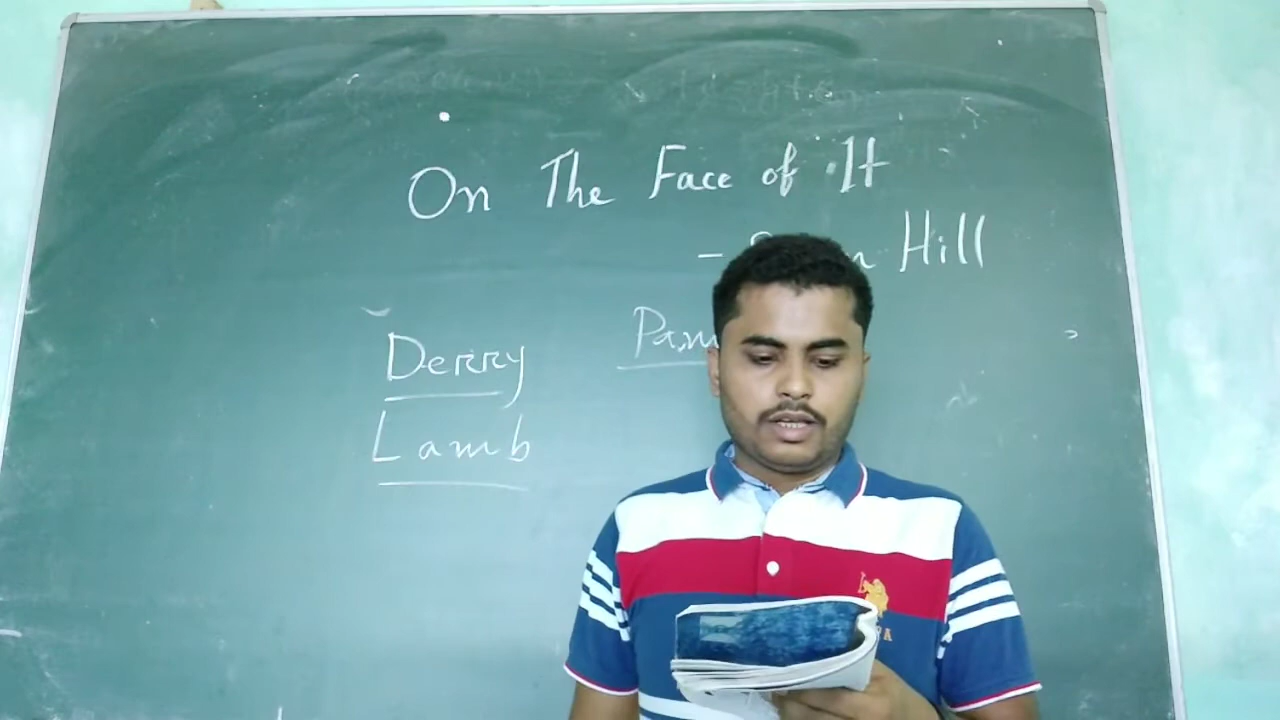 On The Face of It
- Hill
Derry
Lamb